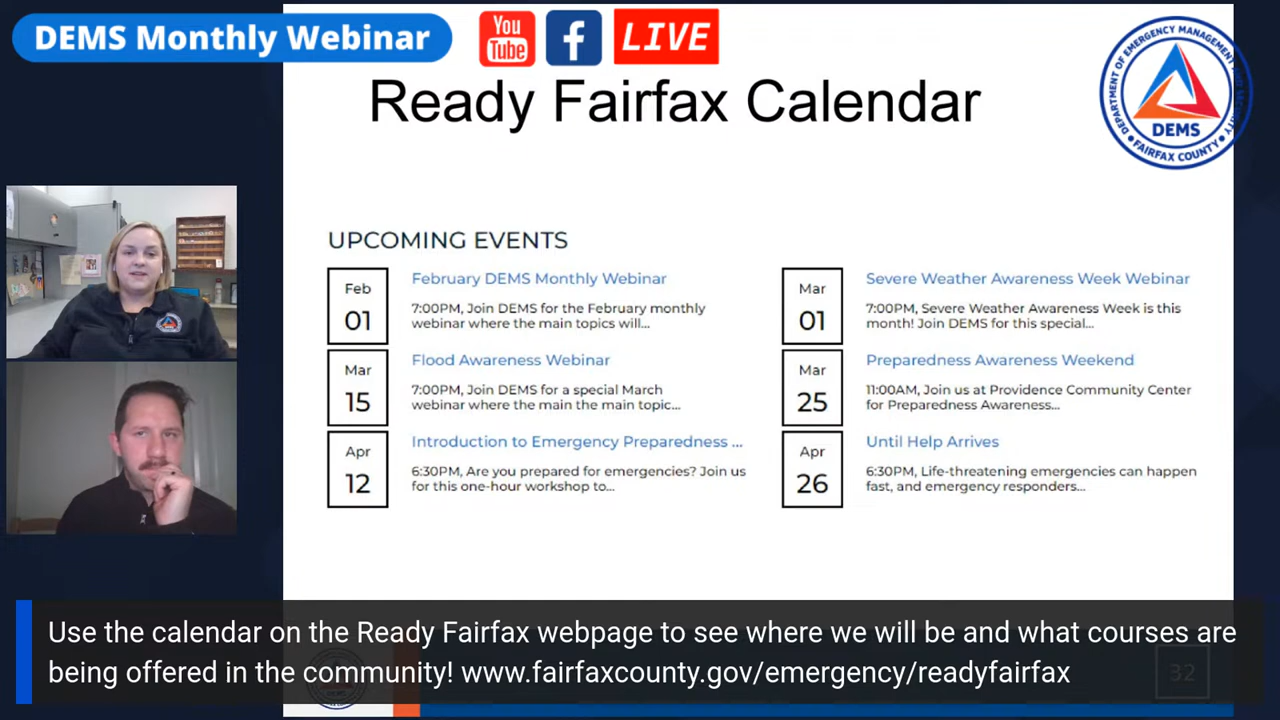 DEMS Monthly Webinar
You
Tube
LIVE
Ready Fairfax Calendar
DEPARTMENT OF EMERGENCY MANAGEMENT AND SECURITY
DEMS
FAIRFAX COUNTY
UPCOMING EVENTS
Feb
01
February DEMS Monthly Webinar
7:00PM, Join DEMS for the February monthly
webinar where the main topics will...
Mar
01
Severe Weather Awareness Week Webinar
7:00PM, Severe Weather Awareness Week is this
month! Join DEMS for this special...
Mar
15
Flood Awareness Webinar
7:00PM, Join DEMS for a special March
webinar where the main the main topic...
Mar
25
Preparedness Awareness Weekend
11:00AM, Join us at Providence Community Center
for Preparedness Awareness...
Apr
12
Introduction to Emergency Preparedness ...
6:30PM, Are you prepared for emergencies? Join us
for this one-hour workshop to...
Apr
26
Until Help Arrives
6:30PM, Life-threatening emergencies can happen
fast, and emergency responders...
Use the calendar on the Ready Fairfax webpage to see where we will be and what courses are
being offered in the community! www.fairfaxcounty.gov/emergency/readyfairfax
32